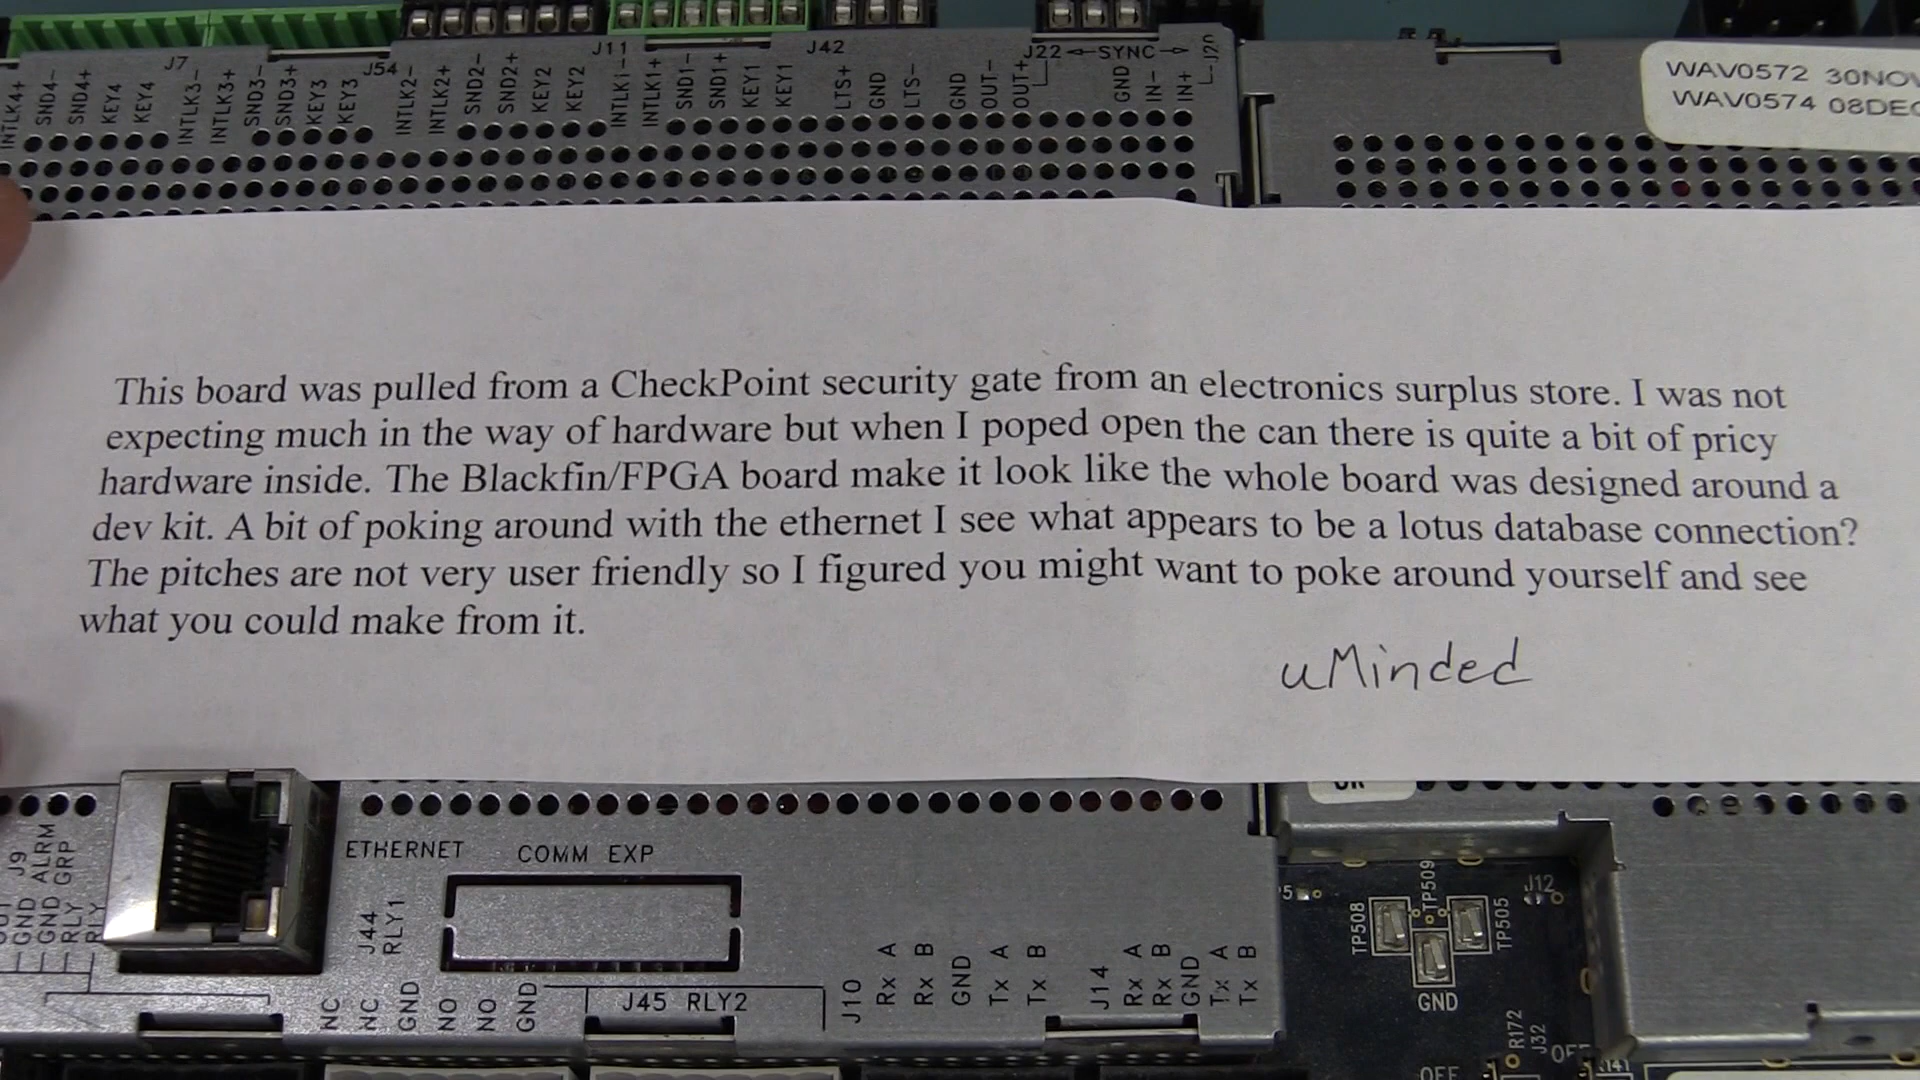 J7 J54 J11 J42 J22 SYNC J20
INTLK4+ SND4- SND4+ KEY4 KEY4 INTLK3- INTLK3+ SND3- SND3+ KEY3 KEY3 INTLK2- INTLK2+ SND2- SND2+ KEY2 KEY2 INTLK1- INTLK1+ SND1- SND1+ KEY1 KEY1 LTS+ GND LTS- GND OUT- OUT+ GND IN- IN+
WAV0572 30NOV
WAV0574 08DEC
This board was pulled from a CheckPoint security gate from an electronics surplus store. I was not
expecting much in the way of hardware but when I poped open the can there is quite a bit of pricy
hardware inside. The Blackfin/FPGA board make it look like the whole board was designed around a
dev kit. A bit of poking around with the ethernet I see what appears to be a lotus database connection?
The pitches are not very user friendly so I figured you might want to poke around yourself and see
what you could make from it.
uMinded
J9
GND ALRM
GND GRP
RLY
RLY
ETHERNET
COMM EXP
J44
RLY1
NC NC GND NO NO GND
J45 RLY2
J10 Rx A Rx B GND Tx A Tx B
J14 Rx A Rx B GND Tx A Tx B
TP508 TP509 TP505
GND
J12
R172
J32
OFF